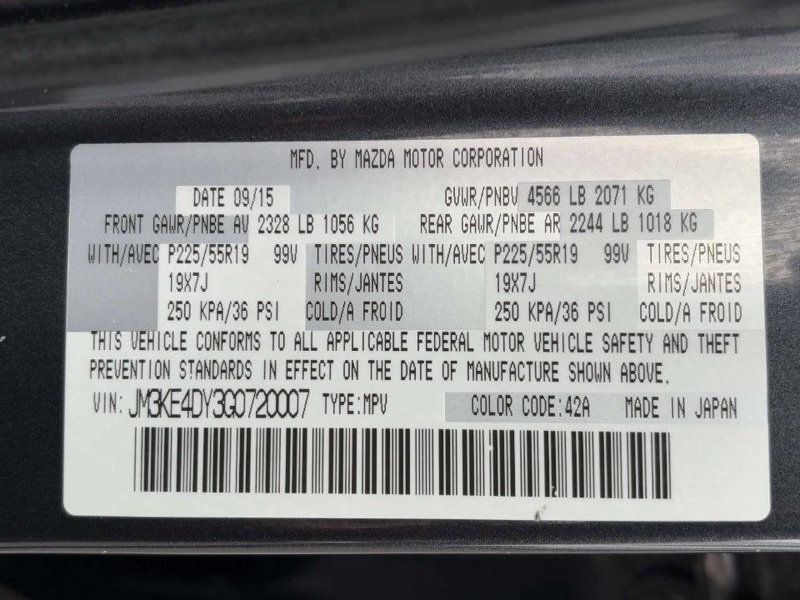 MFD. BY MAZDA MOTOR CORPORATION
DATE 09/15 GVWR/PNBV 4566 LB 2071 KG
FRONT GAWR/PNBE AV 2328 LB 1056 KG REAR GAWR/PNBE AR 2244 LB 1018 KG
WITH/AVEC P225/55R19 99V TIRES/PNEUS WITH/AVEC P225/55R19 99V TIRES/PNEUS
19X7J RIMS/JANTES 19X7J RIMS/JANTES
250 KPA/36 PSI COLD/A FROID 250 KPA/36 PSI COLD/A FROID
THIS VEHICLE CONFORMS TO ALL APPLICABLE FEDERAL MOTOR VEHICLE SAFETY AND THEFT
PREVENTION STANDARDS IN EFFECT ON THE DATE OF MANUFACTURE SHOWN ABOVE.
VIN: JM3KE4DY3G0720007 TYPE:MPV COLOR CODE:42A MADE IN JAPAN